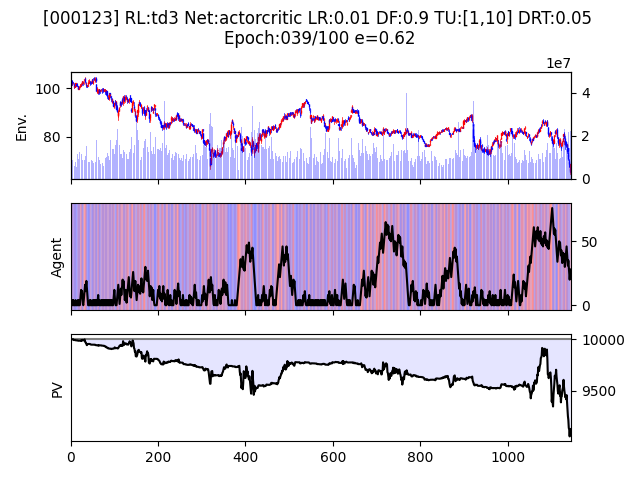 [000123] RL:td3 Net:actorcritic LR:0.01 DF:0.9 TU:[1,10] DRT:0.05
Epoch:039/100 e=0.62
1e7
Env.
100
80
4
2
0
Agent
50
0
PV
10000
9500
0 200 400 600 800 1000